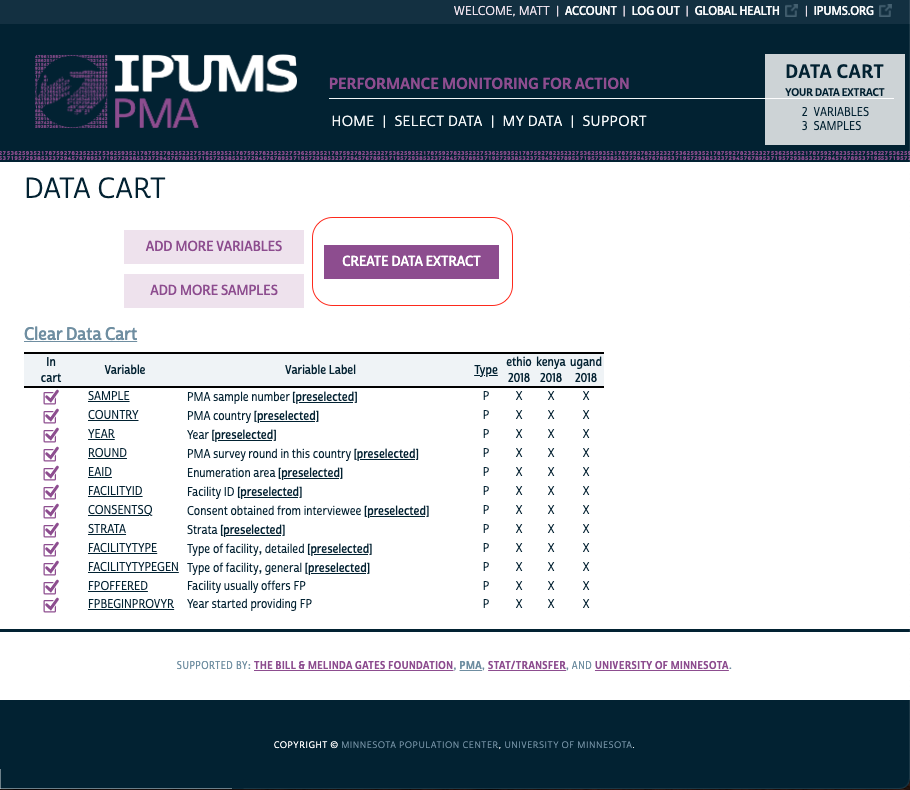 WELCOME, MATT | ACCOUNT | LOG OUT | GLOBAL HEALTH | IPUMS.ORG
IPUMS
PMA
PERFORMANCE MONITORING FOR ACTION
HOME | SELECT DATA | MY DATA | SUPPORT
DATA CART
YOUR DATA EXTRACT
2 VARIABLES
3 SAMPLES
DATA CART
ADD MORE VARIABLES
CREATE DATA EXTRACT
ADD MORE SAMPLES
Clear Data Cart
In cart Variable Variable Label Type ethio 2018 kenya 2018 ugand 2018
SAMPLE PMA sample number [preselected] P X X X
COUNTRY PMA country [preselected] P X X X
YEAR Year [preselected] P X X X
ROUND PMA survey round in this country [preselected] P X X X
EAID Enumeration area [preselected] P X X X
FACILITYID Facility ID [preselected] P X X X
CONSENTSQ Consent obtained from interviewee [preselected] P X X X
STRATA Strata [preselected] P X X X
FACILITYTYPE Type of facility, detailed [preselected] P X X X
FACILITYTYPEGEN Type of facility, general [preselected] P X X X
FPOFFERED Facility usually offers FP P X X X
FPBEGINPROVYR Year started providing FP P X X X
SUPPORTED BY: THE BILL & MELINDA GATES FOUNDATION, PMA, STAT/TRANSFER, AND UNIVERSITY OF MINNESOTA.
COPYRIGHT © MINNESOTA POPULATION CENTER, UNIVERSITY OF MINNESOTA.